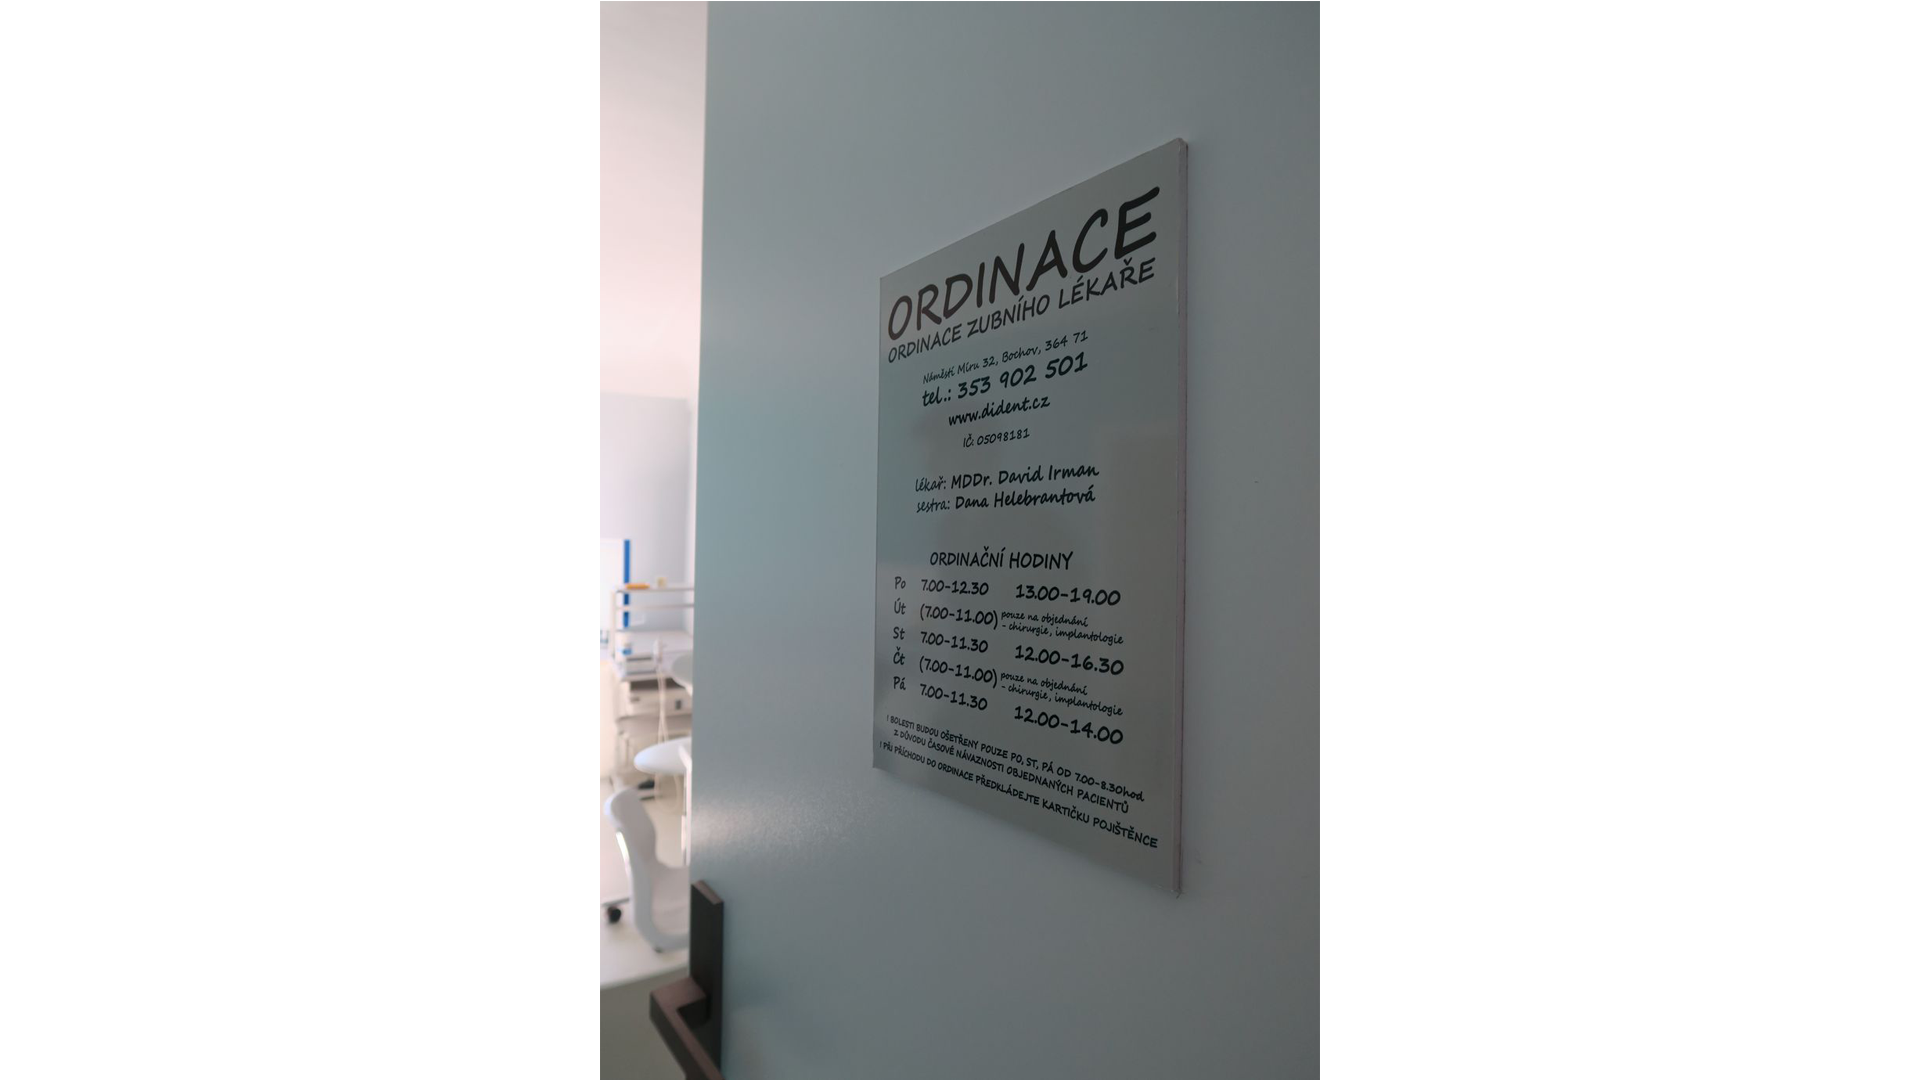 ORDINACE
ORDINACE ZUBNÍHO LÉKAŘE
Náměstí Míru 32, Bochov, 364 71
tel.: 353 902 501
www.dident.cz
IČ: 05098181
lékař: MDDr. David Irman
sestra: Dana Helebrantová
ORDINAČNÍ HODINY
Po 7.00-12.30 13.00-19.00
Út (7.00-11.00) pouze na objednání
- chirurgie, implantologie
St 7.00-11.30 12.00-16.30
Čt (7.00-11.00) pouze na objednání
- chirurgie, implantologie
Pá 7.00-11.30 12.00-14.00
! BOLESTI BUDOU OŠETŘENY POUZE PO, ST, PÁ OD 7.00-8.30hod
Z DŮVODU ČASOVÉ NÁVAZNOSTI OBJEDNANÝCH PACIENTŮ
! PŘI PŘÍCHODU DO ORDINACE PŘEDKLÁDEJTE KARTIČKU POJIŠTĚNCE